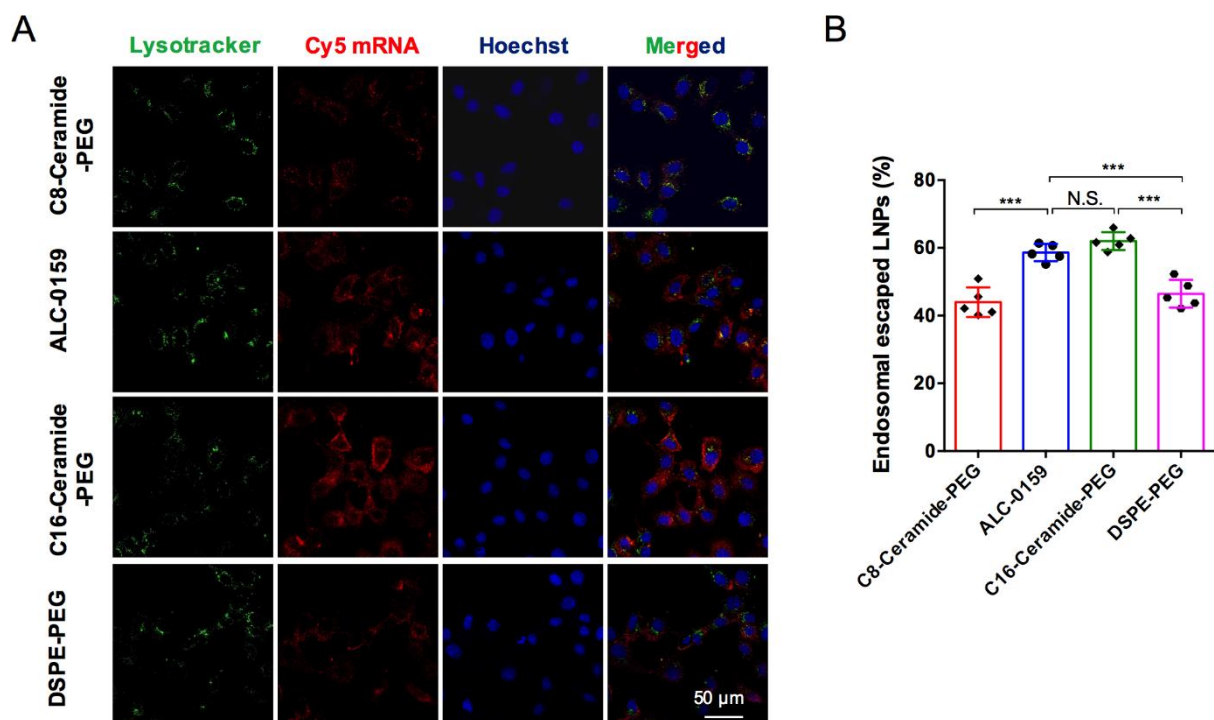 A
Lysotracker
Cy5 mRNA
Hoechst
Merged
C8-Ceramide
-PEG
ALC-0159
C16-Ceramide
-PEG
DSPE-PEG
50 μm
B
Endosomal escaped LNPs (%)
80
60
40
20
0
***
***
N.S.
***
C8-Ceramide-PEG
ALC-0159
C16-Ceramide-PEG
DSPE-PEG